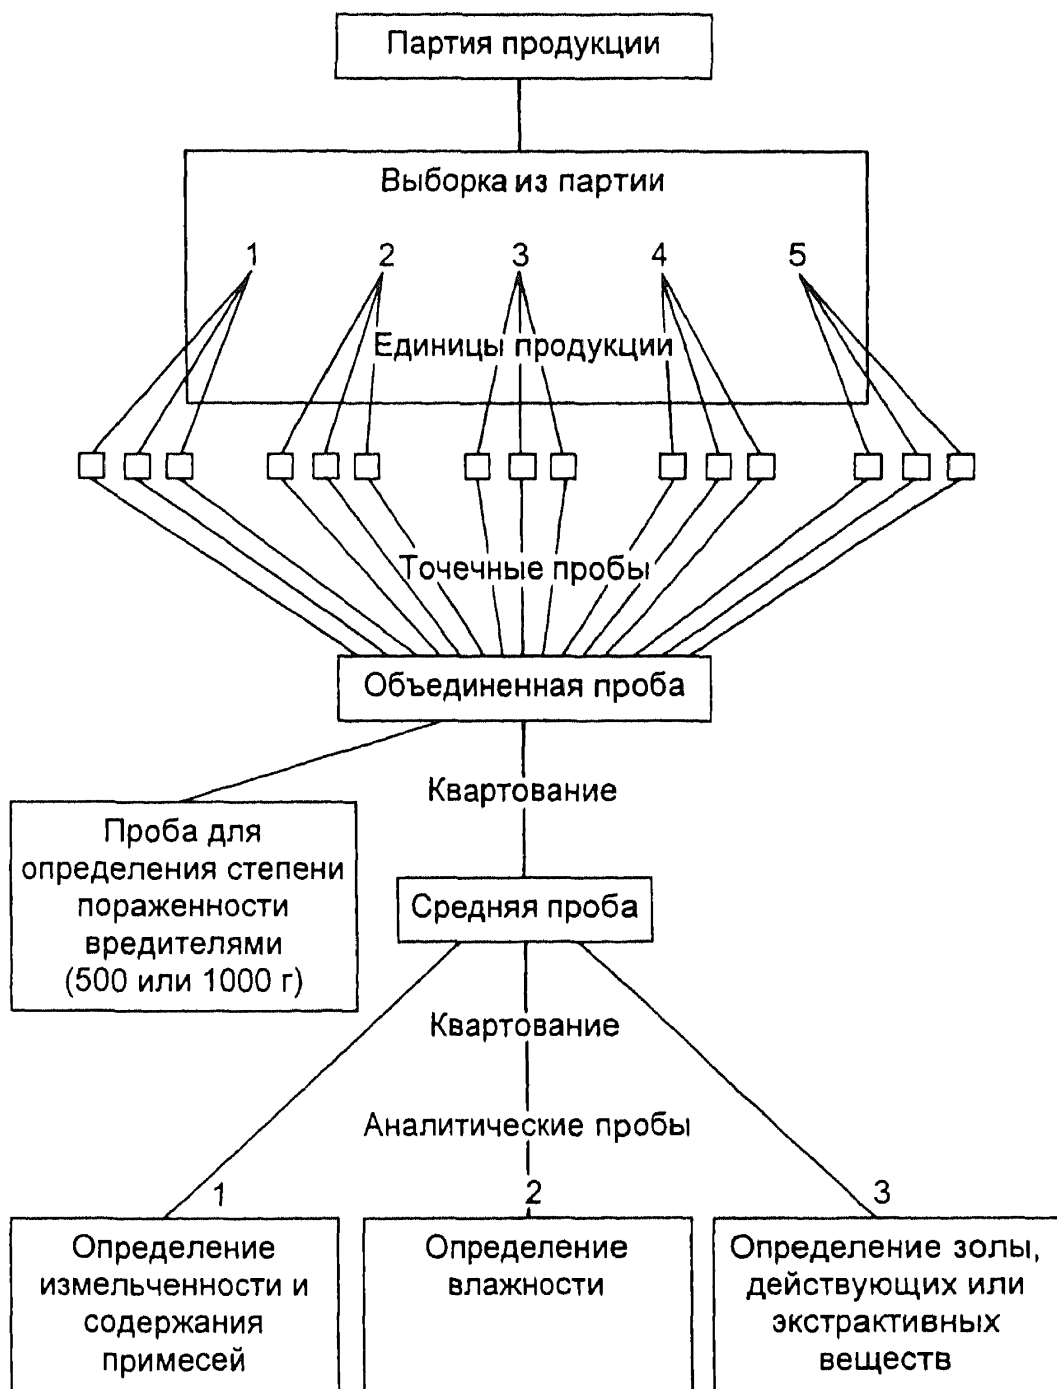 Партия продукции
Выборка из партии
1 2 3 4 5
Единицы продукции
Точечные пробы
Объединенная проба
Квартование
Проба для
определения степени
пораженности
вредителями
(500 или 1000 г)
Средняя проба
Квартование
Аналитические пробы
1 2 3
Определение
измельченности и
содержания
примесей
Определение
влажности
Определение золы,
действующих или
экстрактивных
веществ